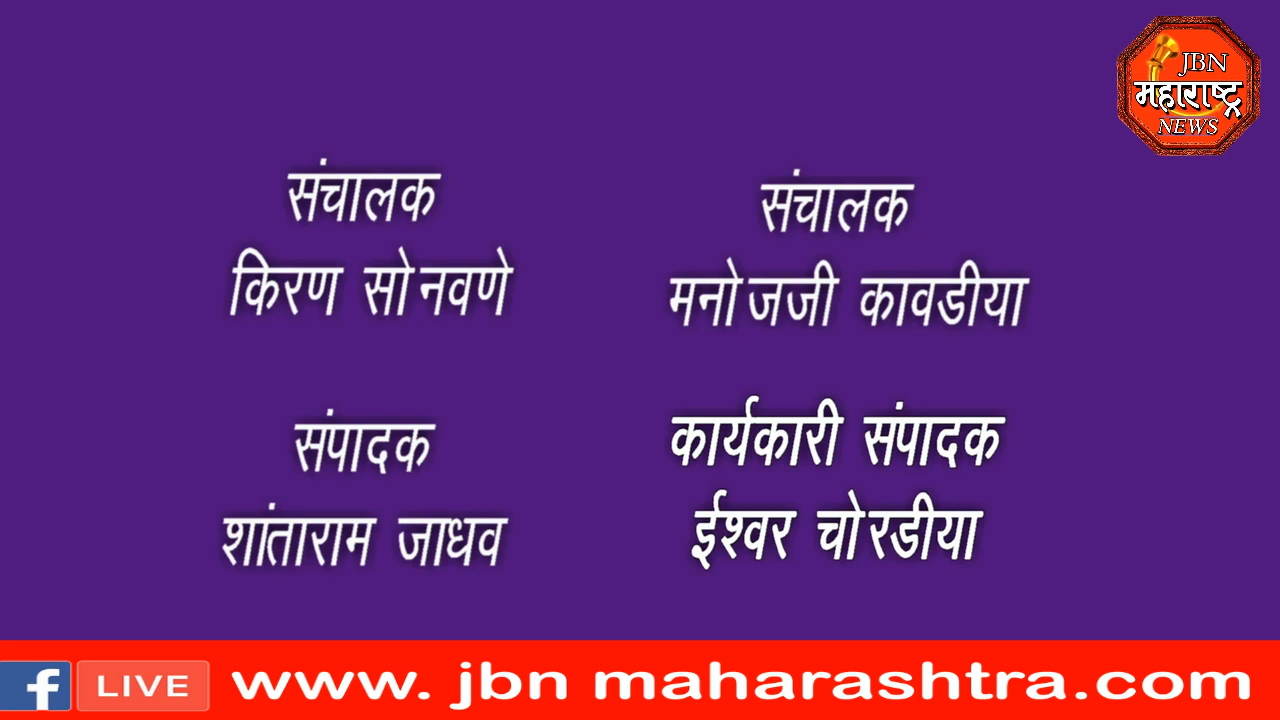 JBN
महाराष्ट्र
NEWS
संचालक
किरण सोनवणे
संचालक
मनोजजी कावडीया
संपादक
शांताराम जाधव
कार्यकारी संपादक
ईश्वर चोरडीया
f LIVE www. jbn maharashtra.com